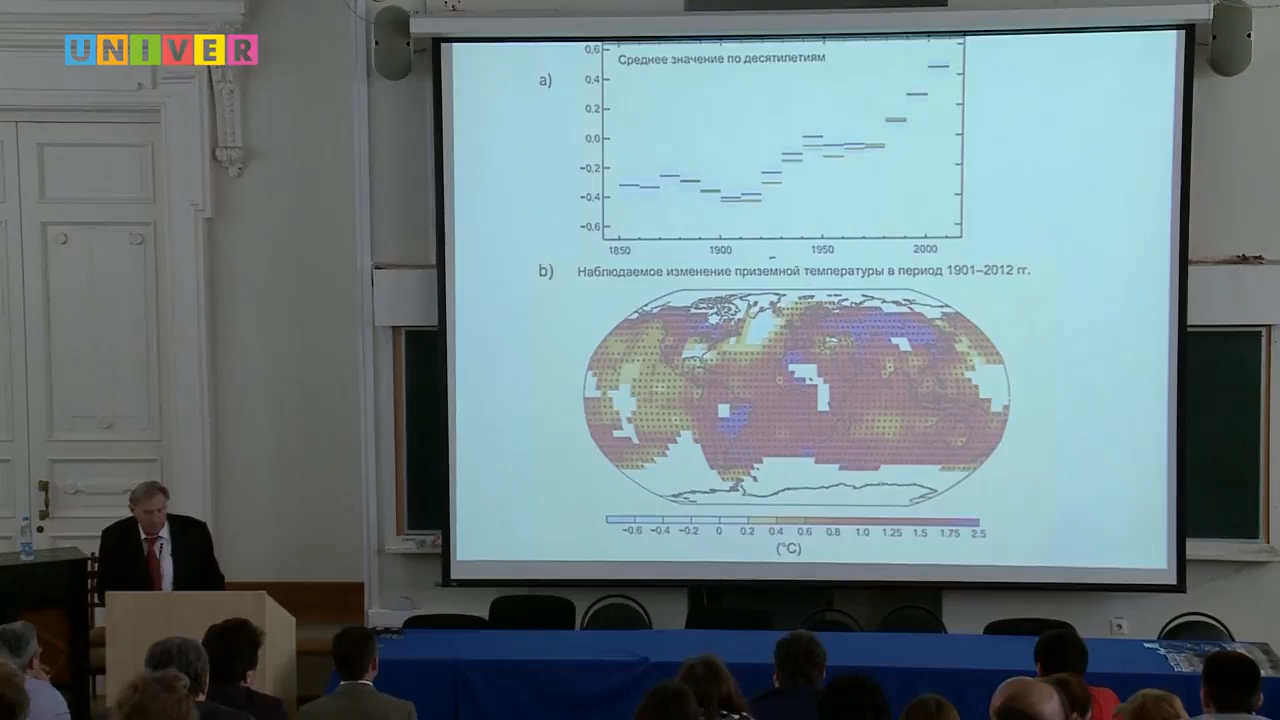 UNIVER
Среднее значение по десятилетиям
a)
0,6
0,4
0,2
0,0
−0,2
−0,4
−0,6
1850 1900 1950 2000
b) Наблюдаемое изменение приземной температуры в период 1901–2012 гг.
−0.6 −0.4 −0.2 0 0.2 0.4 0.6 0.8 1.0 1.25 1.5 1.75 2.5
(°C)